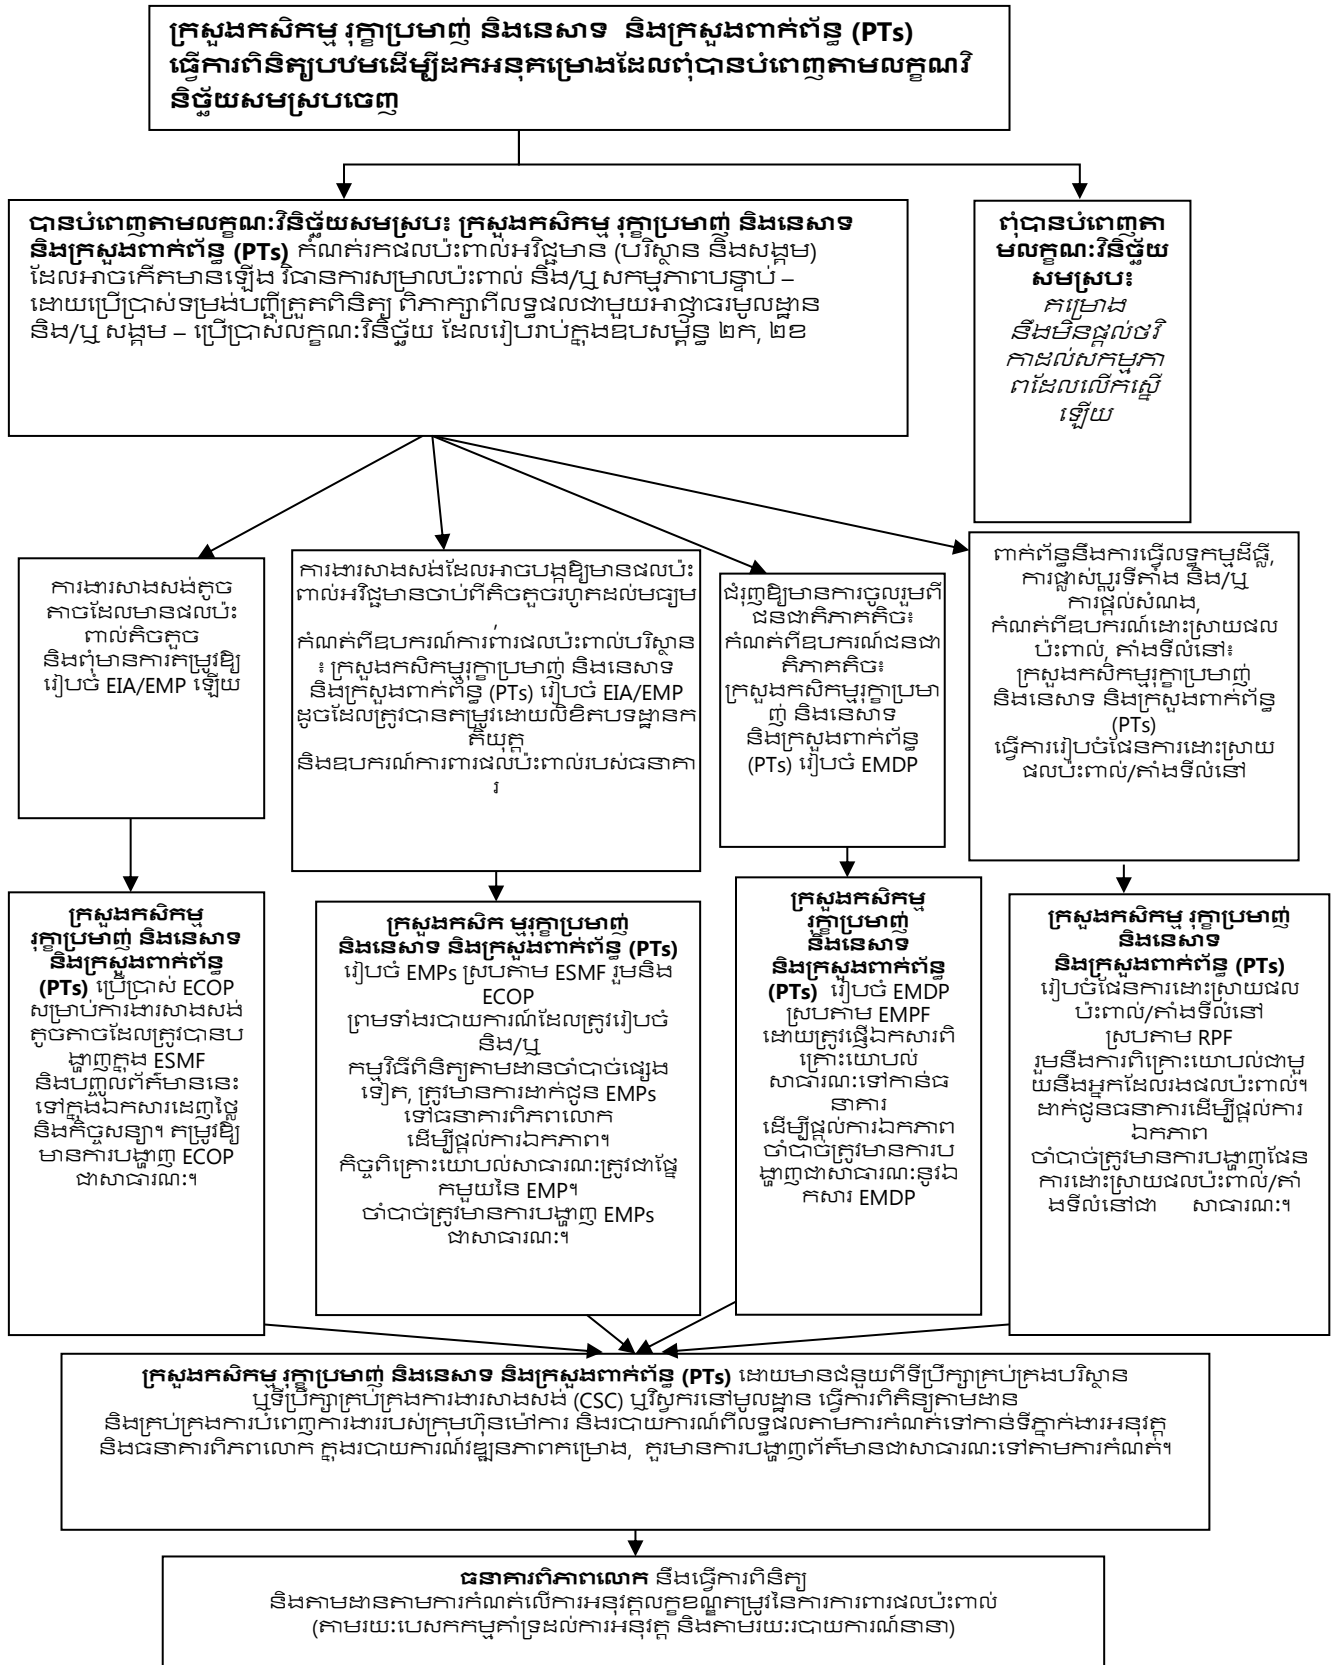 ក្រសួងកសិកម្ម រុក្ខាប្រមាញ់ និងនេសាទ និងក្រសួងពាក់ព័ន្ធ (PTs)
ធ្វើការពិនិត្យបឋមដើម្បីដកអនុគម្រោងដែលពុំបានបំពេញតាមលក្ខណវិ
និច្ឆ័យសមស្របចេញ
បានបំពេញតាមលក្ខណៈវិនិច្ឆ័យសមស្រប៖ ក្រសួងកសិកម្ម រុក្ខាប្រមាញ់ និងនេសាទ
និងក្រសួងពាក់ព័ន្ធ (PTs) កំណត់រកផលប៉ះពាល់អវិជ្ជមាន (បរិស្ថាន និងសង្គម)
ដែលអាចកើតមានឡើង វិធានការសម្រាលប៉ះពាល់ និង/ឬ សកម្មភាពបន្ទាប់ –
ដោយប្រើប្រាស់ទម្រង់បញ្ជីត្រួតពិនិត្យ ពិភាក្សាពីលទ្ធផលជាមួយអាជ្ញាធរមូលដ្ឋាន
និង/ឬ សង្គម – ប្រើប្រាស់លក្ខណៈវិនិច្ឆ័យ ដែលរៀបរាប់ក្នុងឧបសម្ព័ន្ធ ២ក, ២ខ
ពុំបានបំពេញតា
មលក្ខណៈវិនិច្ឆ័យ
សមស្រប៖
គម្រោង
នឹងមិនផ្តល់ថវិ
កាដល់សកម្មភា
ពដែលលើកស្នើ
ឡើយ
ការងារសាងសង់តូច
តាចដែលមានផលប៉ះ
ពាល់តិចតួច
និងពុំមានការតម្រូវឱ្យ
រៀបចំ EIA/EMP ឡើយ
ការងារសាងសង់ដែលអាចបង្កឱ្យមានផលប៉ះ
ពាល់អវិជ្ជមានចាប់ពីតិចតួចរហូតដល់មធ្យម
,
កំណត់ពីឧបករណ៍ការពារផលប៉ះពាល់បរិស្ថាន
៖ ក្រសួងកសិកម្មរុក្ខាប្រមាញ់ និងនេសាទ
និងក្រសួងពាក់ព័ន្ធ (PTs) រៀបចំ EIA/EMP
ដូចដែលត្រូវបានតម្រូវដោយលិខិតបទដ្ឋានក
តិយុត្ត
និងឧបករណ៍ការពារផលប៉ះពាល់របស់ធនាគា
រ
ជំរុញឱ្យមានការចូលរួមពី
ជនជាតិភាគតិច៖
កំណត់ពីឧបករណ៍ជនជា
តិភាគតិច៖
ក្រសួងកសិកម្មរុក្ខាប្រមា
ញ់ និងនេសាទ
និងក្រសួងពាក់ព័ន្ធ
(PTs) រៀបចំ EMDP
ពាក់ព័ន្ធនឹងការធ្វើលទ្ធកម្មដីធ្លី,
ការផ្លាស់ប្តូរទីតាំង និង/ឬ
ការផ្តល់សំណង,
កំណត់ពីឧបករណ៍ដោះស្រាយផល
ប៉ះពាល់, តាំងទីលំនៅ៖
ក្រសួងកសិកម្មរុក្ខាប្រមាញ់
និងនេសាទ និងក្រសួងពាក់ព័ន្ធ
(PTs)
ធ្វើការរៀបចំផែនការដោះស្រាយ
ផលប៉ះពាល់/តាំងទីលំនៅ
ក្រសួងកសិកម្ម
រុក្ខាប្រមាញ់ និងនេសាទ
និងក្រសួងពាក់ព័ន្ធ
(PTs) ប្រើប្រាស់ ECOP
សម្រាប់ការងារសាងសង់
តូចតាចដែលត្រូវបានប
ង្ហាញក្នុង ESMF
និងបញ្ចូលព័ត៌មាននេះ
ទៅក្នុងឯកសារដេញថ្លៃ
និងកិច្ចសន្យា។ តម្រូវឱ្យ
មានការបង្ហាញ ECOP
ជាសាធារណៈ។
ក្រសួងកសិក ម្មរុក្ខាប្រមាញ់
និងនេសាទ និងក្រសួងពាក់ព័ន្ធ (PTs)
រៀបចំ EMPs ស្របតាម ESMF រួមនិង
ECOP
ព្រមទាំងរបាយការណ៍ដែលត្រូវរៀបចំ
និង/ឬ
កម្មវិធីពិនិត្យតាមដានចាំបាច់ផ្សេង
ទៀត, ត្រូវមានការដាក់ជូន EMPs
ទៅធនាគារពិភពលោក
ដើម្បីផ្តល់ការឯកភាព។
កិច្ចពិគ្រោះយោបល់សាធារណៈត្រូវជាផ្នែ
កមួយនៃ EMP។
ចាំបាច់ត្រូវមានការបង្ហាញ EMPs
ជាសាធារណៈ។
ក្រសួងកសិកម្ម
រុក្ខាប្រមាញ់
និងនេសាទ
និងក្រសួងពាក់ព័ន្ធ
(PTs) រៀបចំ EMDP
ស្របតាម EMPF
ដោយត្រូវផ្ញើឯកសារពិ
គ្រោះយោបល់
សាធារណៈទៅកាន់ធ
នាគារ
ដើម្បីផ្តល់ការឯកភាព
ចាំបាច់ត្រូវមានការប
ង្ហាញជាសាធារណៈនូវឯ
កសារ EMDP
ក្រសួងកសិកម្ម រុក្ខាប្រមាញ់
និងនេសាទ
និងក្រសួងពាក់ព័ន្ធ (PTs)
រៀបចំផែនការដោះស្រាយផល
ប៉ះពាល់/តាំងទីលំនៅ
ស្របតាម RPF
រួមនឹងការពិគ្រោះយោបល់ជាមួ
យនឹងអ្នកដែលរងផលប៉ះពាល់។
ដាក់ជូនធនាគារដើម្បីផ្តល់ការ
ឯកភាព
ចាំបាច់ត្រូវមានការបង្ហាញផែន
ការដោះស្រាយផលប៉ះពាល់/តាំ
ងទីលំនៅជា សាធារណៈ។
ក្រសួងកសិកម្ម រុក្ខាប្រមាញ់ និងនេសាទ និងក្រសួងពាក់ព័ន្ធ (PTs) ដោយមានជំនួយពីទីប្រឹក្សាគ្រប់គ្រងបរិស្ថាន
ឬទីប្រឹក្សាគ្រប់គ្រងការងារសាងសង់ (CSC) ឬវិស្វករនៅមូលដ្ឋាន ធ្វើការពិតិន្យតាមដាន
និងគ្រប់គ្រងការបំពេញការងាររបស់ក្រុមហ៊ុនម៉ៅការ និងរបាយការណ៍ពីលទ្ធផលតាមការកំណត់ទៅកាន់ទីភ្នាក់ងារអនុវត្ត
និងធនាគារពិភពលោក ក្នុងរបាយការណ៍វឌ្ឍនភាពគម្រោង, គួរមានការបង្ហាញព័ត៌មានជាសាធារណៈទៅតាមការកំណត់។
ធនាគារពិភាពលោក នឹងធ្វើការពិនិត្យ
និងតាមដានតាមការកំណត់លើការអនុវត្តលក្ខខណ្ឌតម្រូវនៃការការពារផលប៉ះពាល់
(តាមរយៈបេសកកម្មគាំទ្រដល់ការអនុវត្ត និងតាមរយៈរបាយការណ៍នានា)